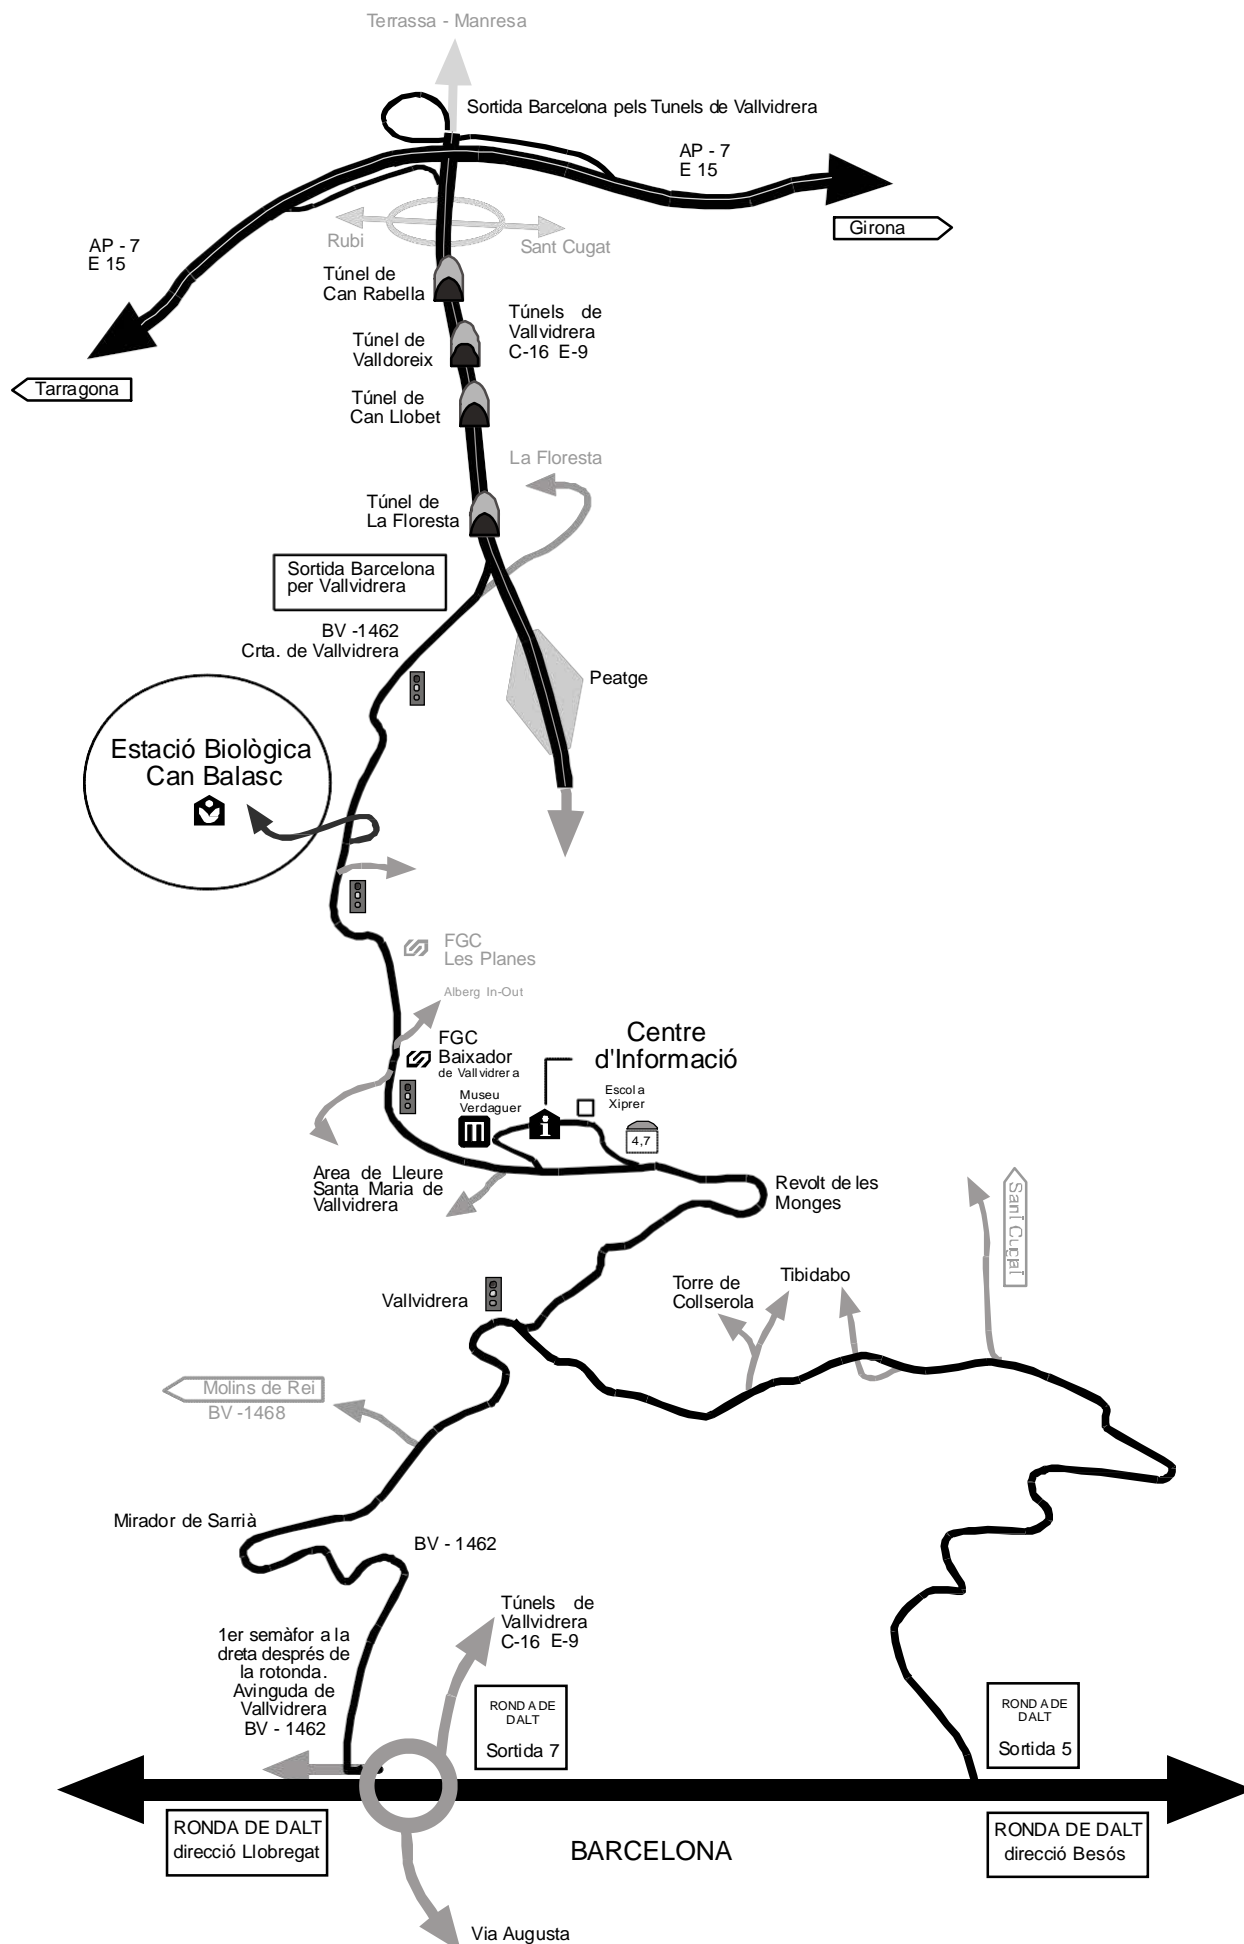 Terrassa - Manresa
Sortida Barcelona pels Tunels de Vallvidrera
AP - 7
E 15
Girona
Rubi
Sant Cugat
AP - 7
E 15
Tarragona
Túnel de
Can Rabella
Túnels de
Vallvidrera
C-16 E-9
Túnel de
Valldoreix
Túnel de
Can Llobet
La Floresta
Túnel de
La Floresta
Sortida Barcelona
per Vallvidrera
BV -1462
Crta. de Vallvidrera
Peatge
Estació Biològica
Can Balasc
FGC
Les Planes
Alberg In-Out
FGC
Baixador
de Vallvidrera
Centre
d'Informació
Museu
Verdaguer
i
Escola
Xiprer
4,7
Area de Lleure
Santa Maria de
Vallvidrera
Revolt de les
Monges
Sant Cugat
Vallvidrera
Torre de
Collserola
Tibidabo
Molins de Rei
BV -1468
Mirador de Sarrià
BV - 1462
Túnels de
Vallvidrera
C-16 E-9
1er semàfor a la
dreta després de
la rotonda.
Avinguda de
Vallvidrera
BV - 1462
RONDA DE
DALT
Sortida 7
RONDA DE
DALT
Sortida 5
RONDA DE DALT
direcció Llobregat
BARCELONA
RONDA DE DALT
direcció Besós
Via Augusta